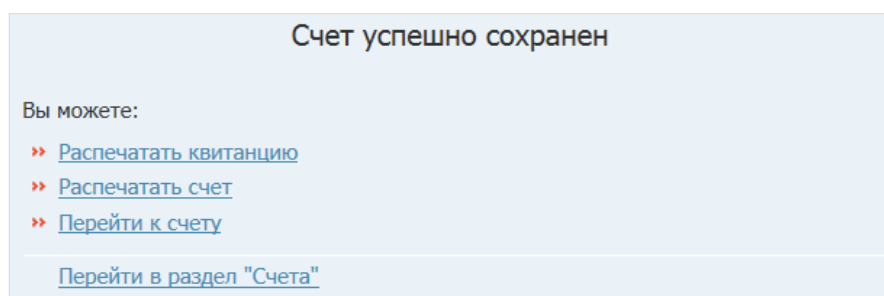 Счет успешно сохранен
Вы можете:
Распечатать квитанцию
Распечатать счет
Перейти к счету
Перейти в раздел "Счета"